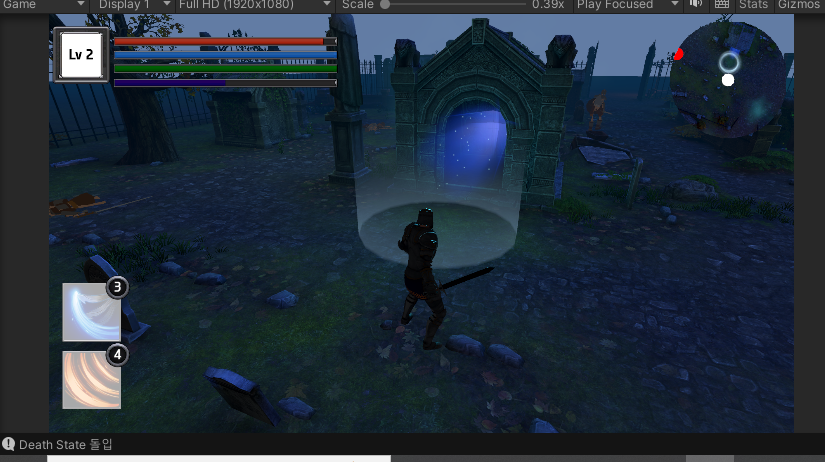 Game Display 1 Full HD (1920x1080) Scale 0.39x Play Focused Stats Gizmos
Lv 2
3
4
Death State 돌입